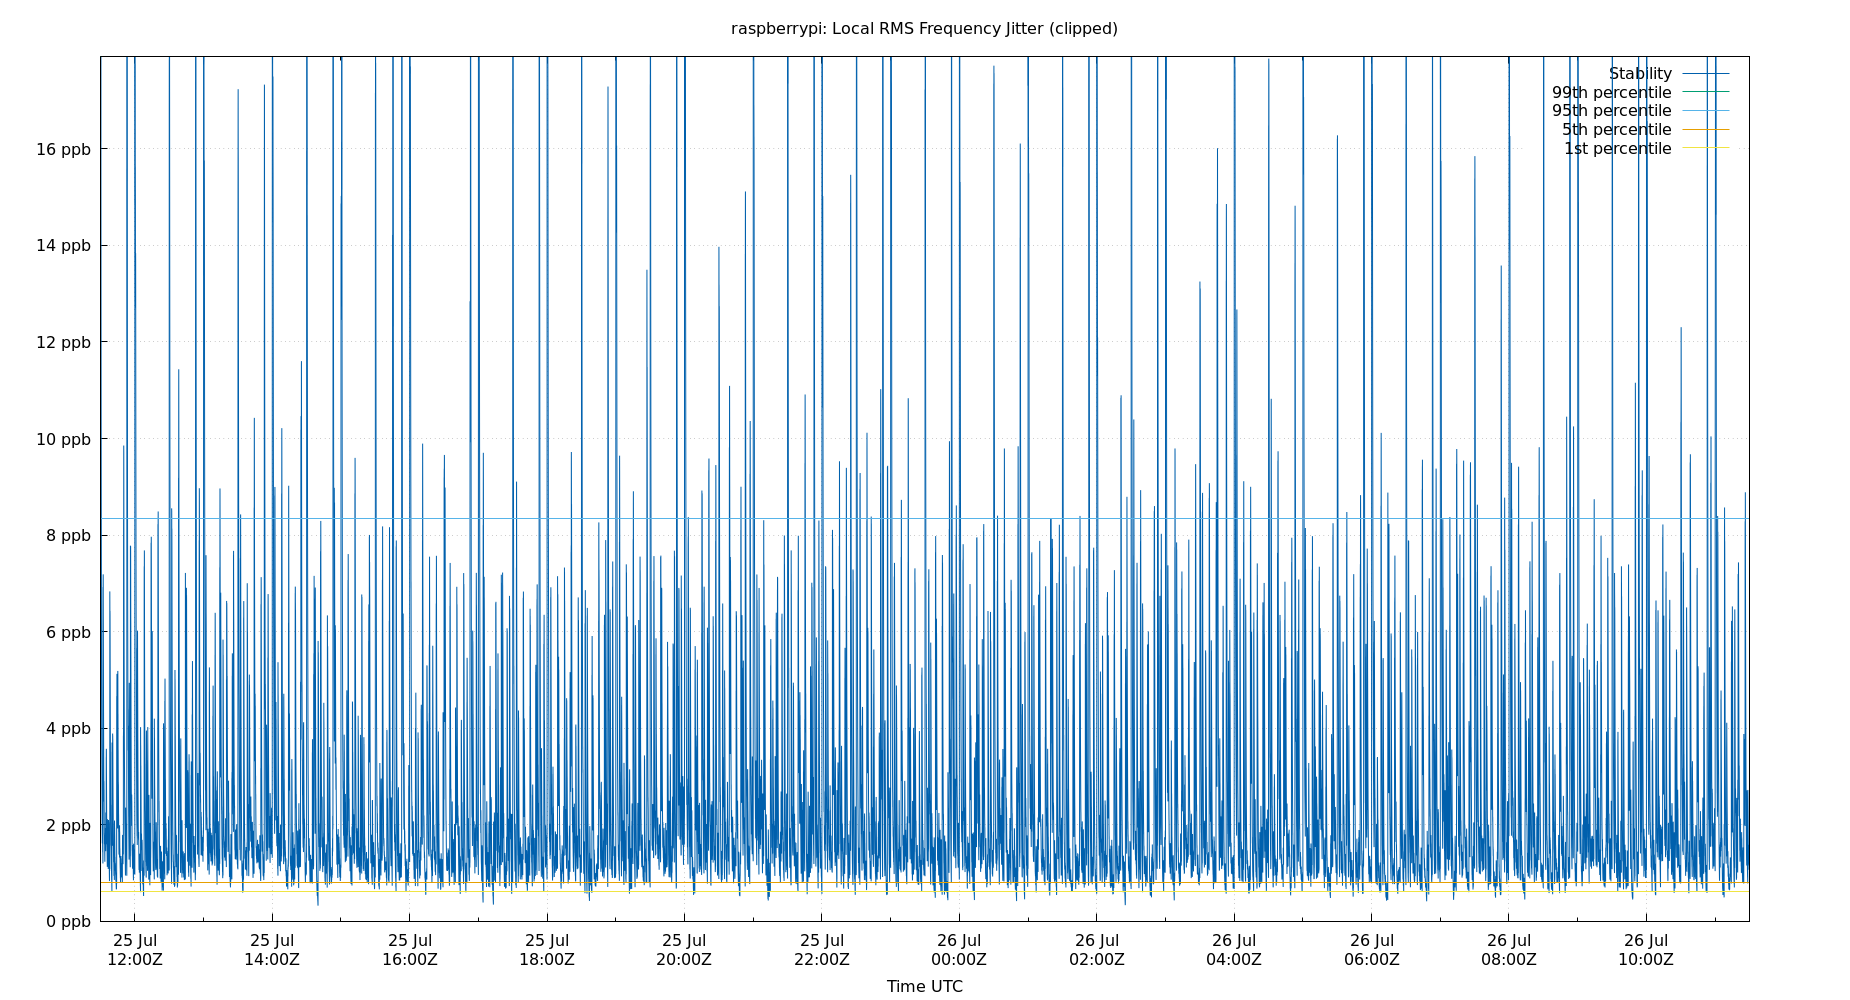 raspberrypi: Local RMS Frequency Jitter (clipped)
Stability
99th percentile
95th percentile
5th percentile
1st percentile
16 ppb
14 ppb
12 ppb
10 ppb
8 ppb
6 ppb
4 ppb
2 ppb
0 ppb
25 Jul 25 Jul 25 Jul 25 Jul 25 Jul 25 Jul 26 Jul 26 Jul 26 Jul 26 Jul 26 Jul 26 Jul
12:00Z 14:00Z 16:00Z 18:00Z 20:00Z 22:00Z 00:00Z 02:00Z 04:00Z 06:00Z 08:00Z 10:00Z
Time UTC